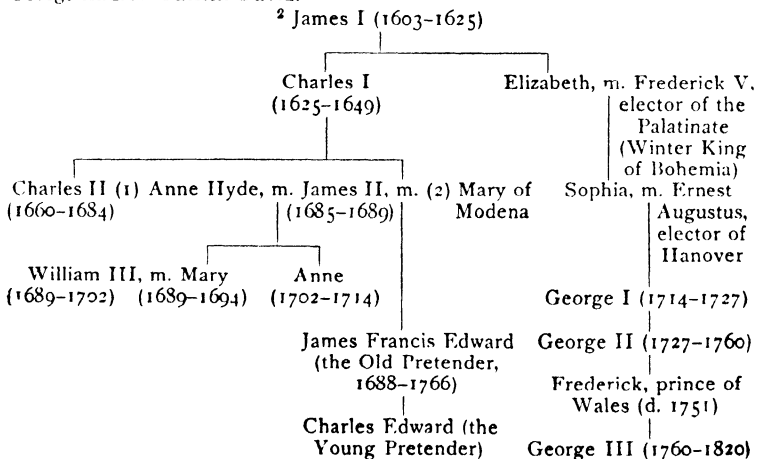 ² James I (1603–1625)
Charles I
(1625–1649)
Elizabeth, m. Frederick V,
elector of the
Palatinate
(Winter King
of Bohemia)
Charles II (1) Anne Hyde, m. James II, m. (2) Mary of
(1660–1684) (1685–1689) Modena
Sophia, m. Ernest
Augustus,
elector of
Hanover
William III, m. Mary Anne
(1689–1702) (1689–1694) (1702–1714)
George I (1714–1727)
James Francis Edward
(the Old Pretender,
1688–1766)
George II (1727–1760)
Frederick, prince of
Wales (d. 1751)
Charles Edward (the
Young Pretender)
George III (1760–1820)